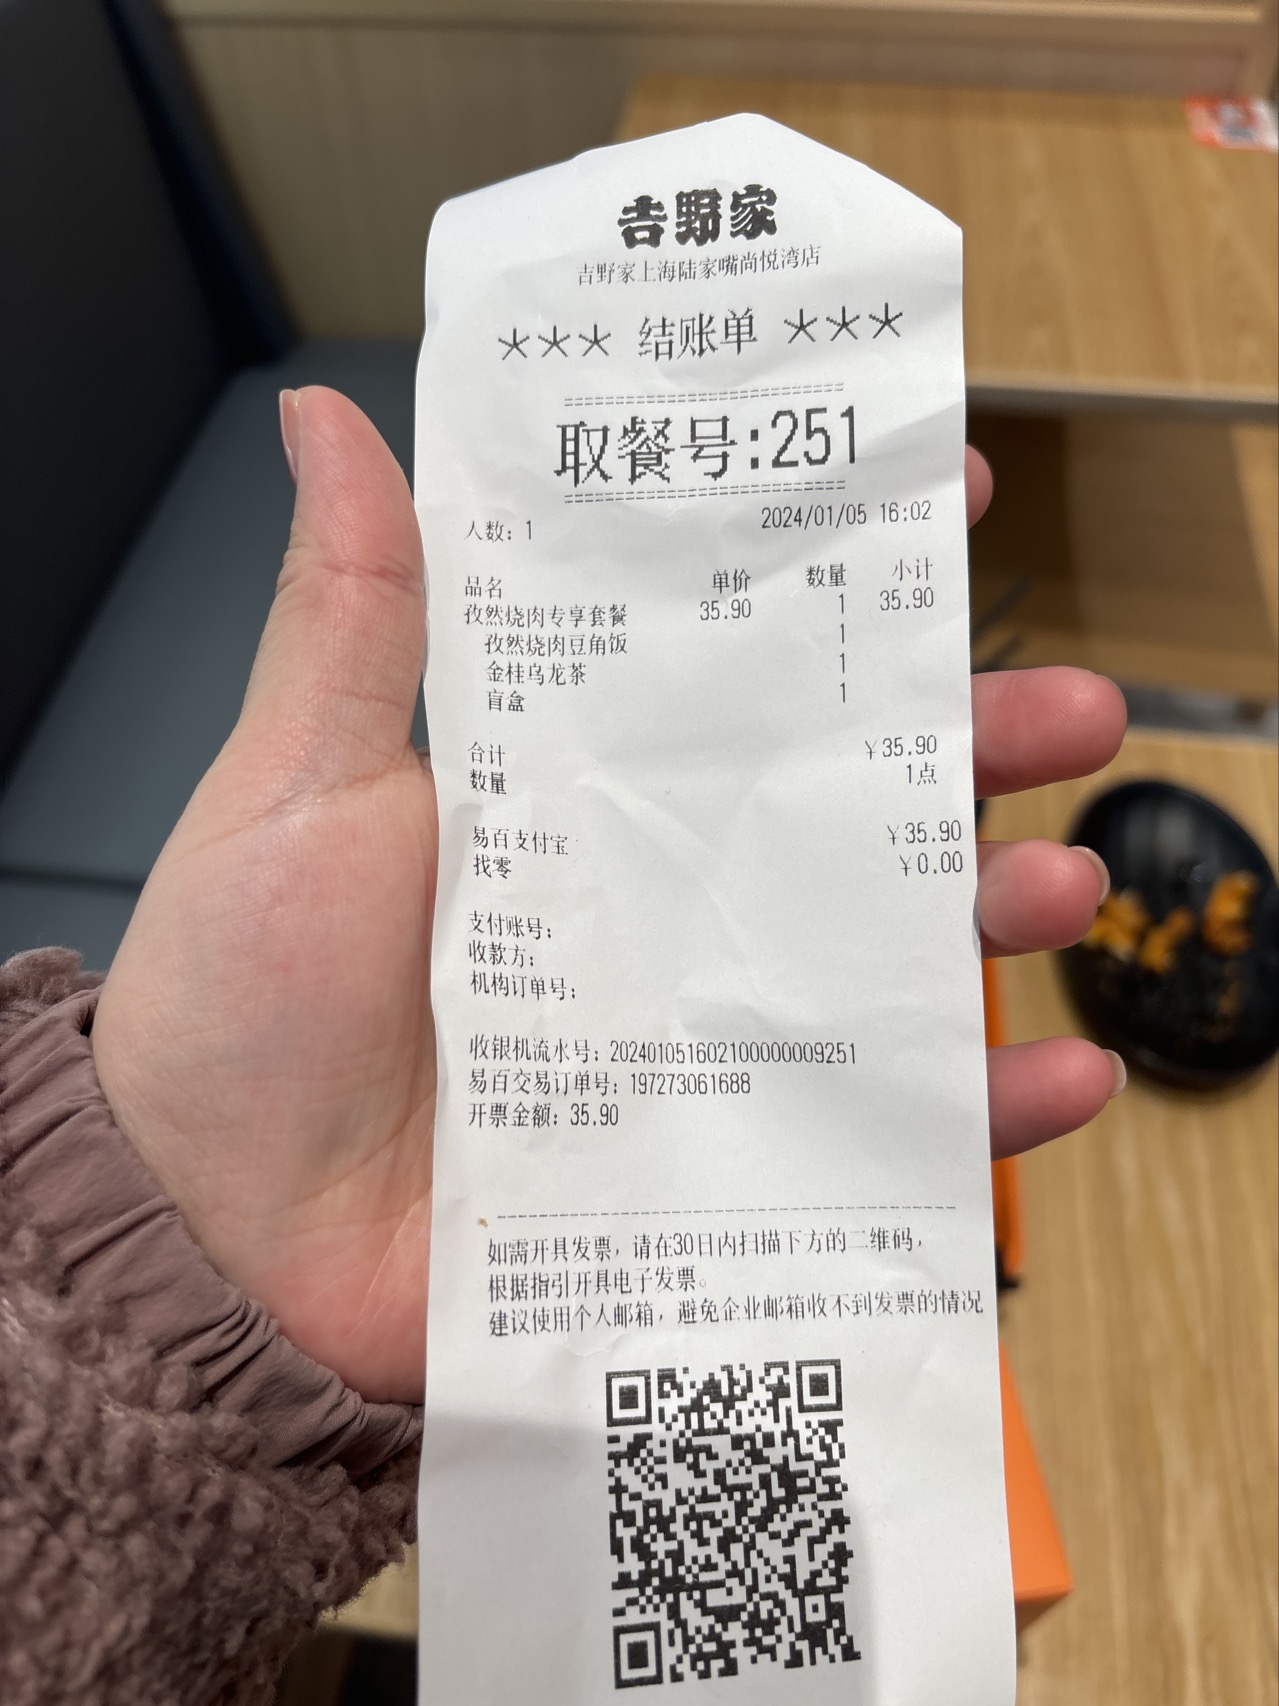 吉野家
吉野家上海陆家嘴尚悦湾店
*** 结账单 ***
==============================
取餐号:251
==============================
人数: 1 2024/01/05 16:02
品名 单价 数量 小计
孜然烧肉专享套餐 35.90 1 35.90
孜然烧肉豆角饭 1
金桂乌龙茶 1
盲盒 1
合计 ¥35.90
数量 1点
易百支付宝 ¥35.90
找零 ¥0.00
支付账号:
收款方:
机构订单号:
收银机流水号: 202401051602100000009251
易百交易订单号: 197273061688
开票金额: 35.90
如需开具发票, 请在30日内扫描下方的二维码,
根据指引开具电子发票。
建议使用个人邮箱, 避免企业邮箱收不到发票的情况